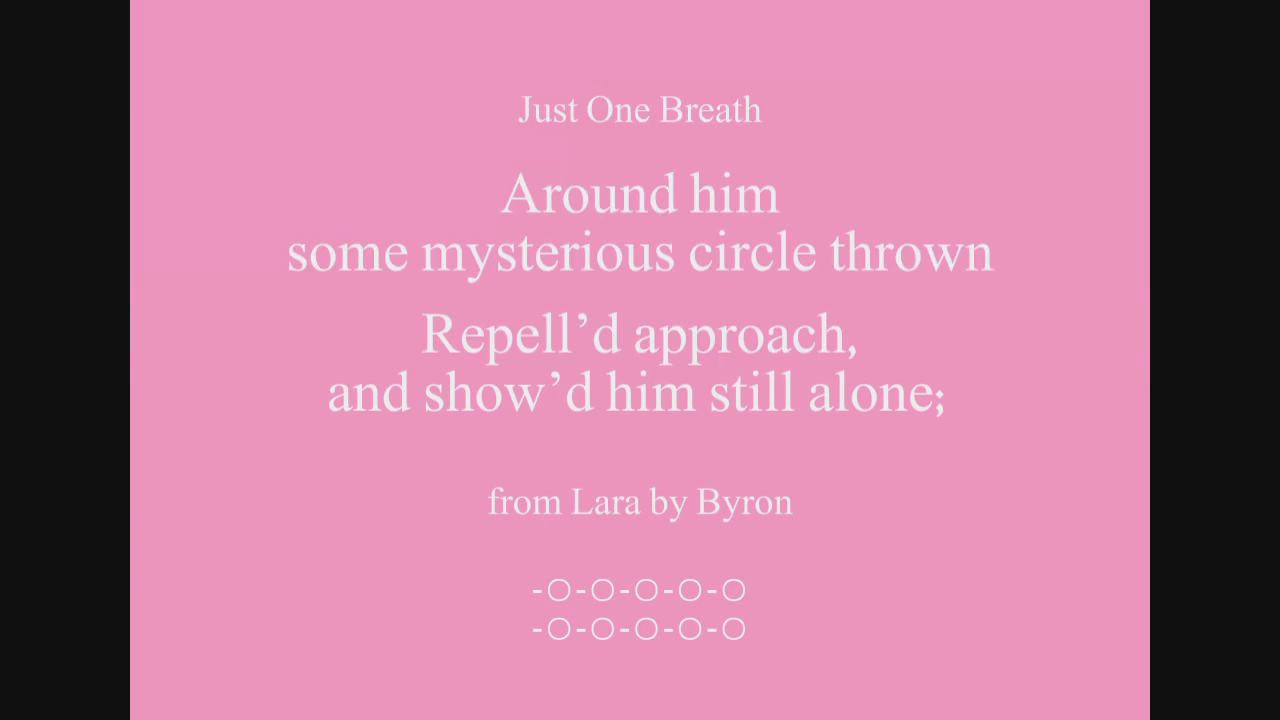 Just One Breath
Around him
some mysterious circle thrown
Repell’d approach,
and show’d him still alone;
from Lara by Byron
-O-O-O-O-O
-O-O-O-O-O